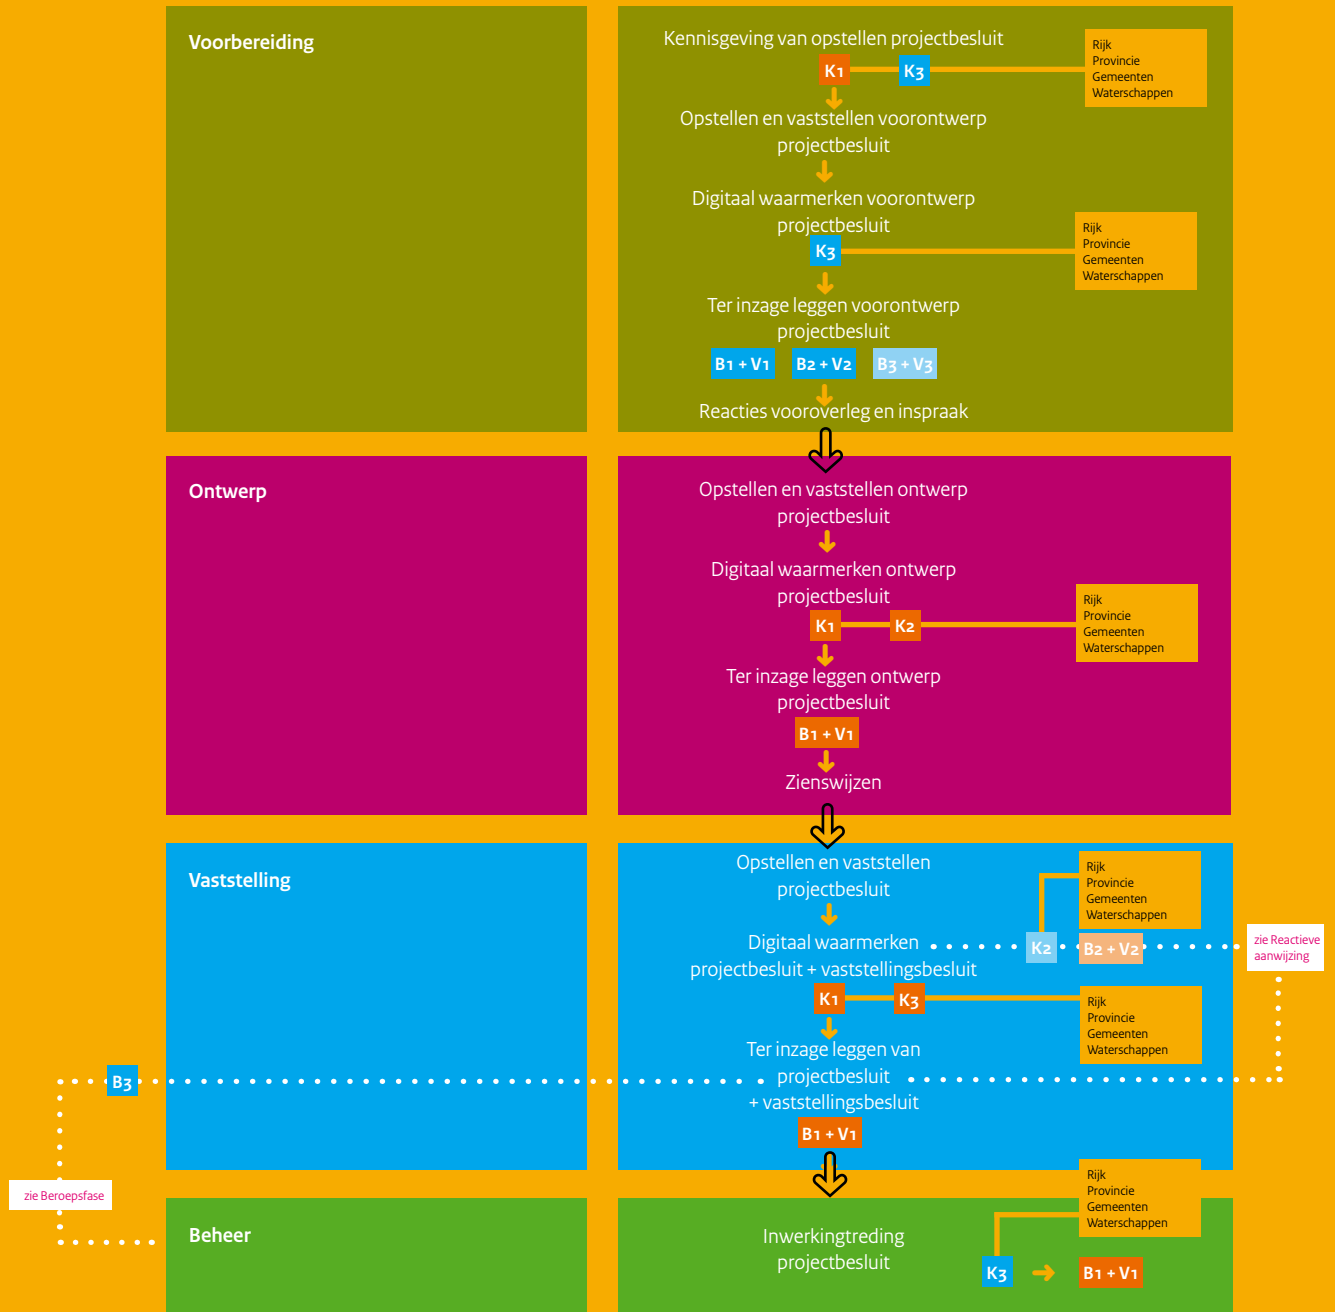 Voorbereiding
Kennisgeving van opstellen projectbesluit
K1
K3
Rijk
Provincie
Gemeenten
Waterschappen
Opstellen en vaststellen voorontwerp
projectbesluit
Digitaal waarmerken voorontwerp
projectbesluit
K3
Rijk
Provincie
Gemeenten
Waterschappen
Ter inzage leggen voorontwerp
projectbesluit
B1 + V1
B2 + V2
B3 + V3
Reacties vooroverleg en inspraak
Ontwerp
Opstellen en vaststellen ontwerp
projectbesluit
Digitaal waarmerken ontwerp
projectbesluit
K1
K2
Rijk
Provincie
Gemeenten
Waterschappen
Ter inzage leggen ontwerp
projectbesluit
B1 + V1
Zienswijzen
Vaststelling
Opstellen en vaststellen
projectbesluit
Rijk
Provincie
Gemeenten
Waterschappen
Digitaal waarmerken
projectbesluit + vaststellingsbesluit
K2
B2 + V2
zie Reactieve
aanwijzing
K1
K3
Rijk
Provincie
Gemeenten
Waterschappen
Ter inzage leggen van
projectbesluit
+ vaststellingsbesluit
B3
B1 + V1
zie Beroepsfase
Beheer
Inwerkingtreding
projectbesluit
Rijk
Provincie
Gemeenten
Waterschappen
K3
B1 + V1